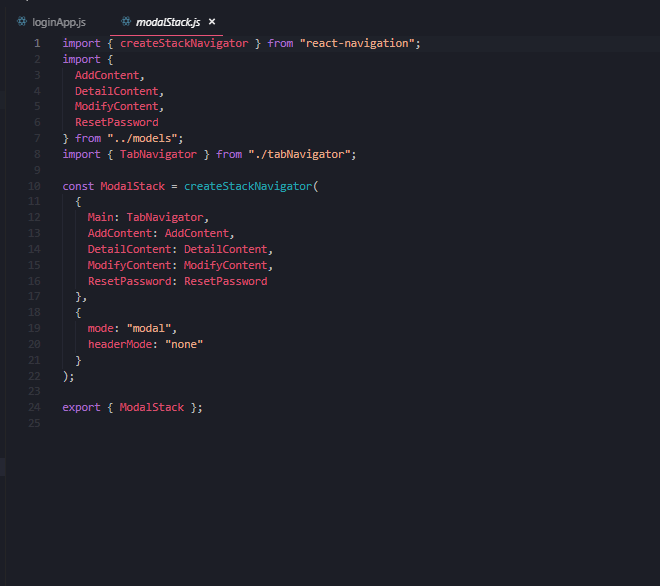 loginApp.js modalStack.js ×
1 import { createStackNavigator } from "react-navigation";
2 import {
3   AddContent,
4   DetailContent,
5   ModifyContent,
6   ResetPassword
7 } from "../models";
8 import { TabNavigator } from "./tabNavigator";
9
10 const ModalStack = createStackNavigator(
11   {
12     Main: TabNavigator,
13     AddContent: AddContent,
14     DetailContent: DetailContent,
15     ModifyContent: ModifyContent,
16     ResetPassword: ResetPassword
17   },
18   {
19     mode: "modal",
20     headerMode: "none"
21   }
22 );
23
24 export { ModalStack };
25